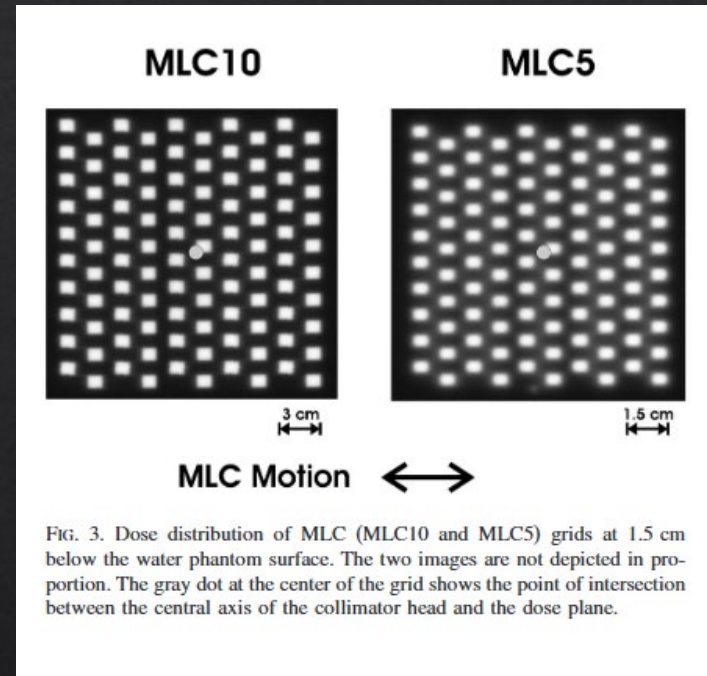 MLC10
MLC5
3 cm
1.5 cm
MLC Motion
FIG. 3. Dose distribution of MLC (MLC10 and MLC5) grids at 1.5 cm
below the water phantom surface. The two images are not depicted in pro-
portion. The gray dot at the center of the grid shows the point of intersection
between the central axis of the collimator head and the dose plane.